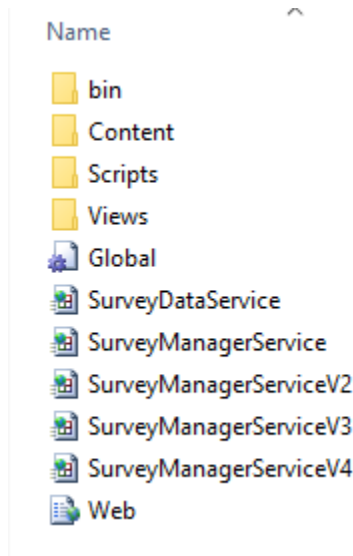 Name
bin
Content
Scripts
Views
Global
SurveyDataService
SurveyManagerService
SurveyManagerServiceV2
SurveyManagerServiceV3
SurveyManagerServiceV4
Web